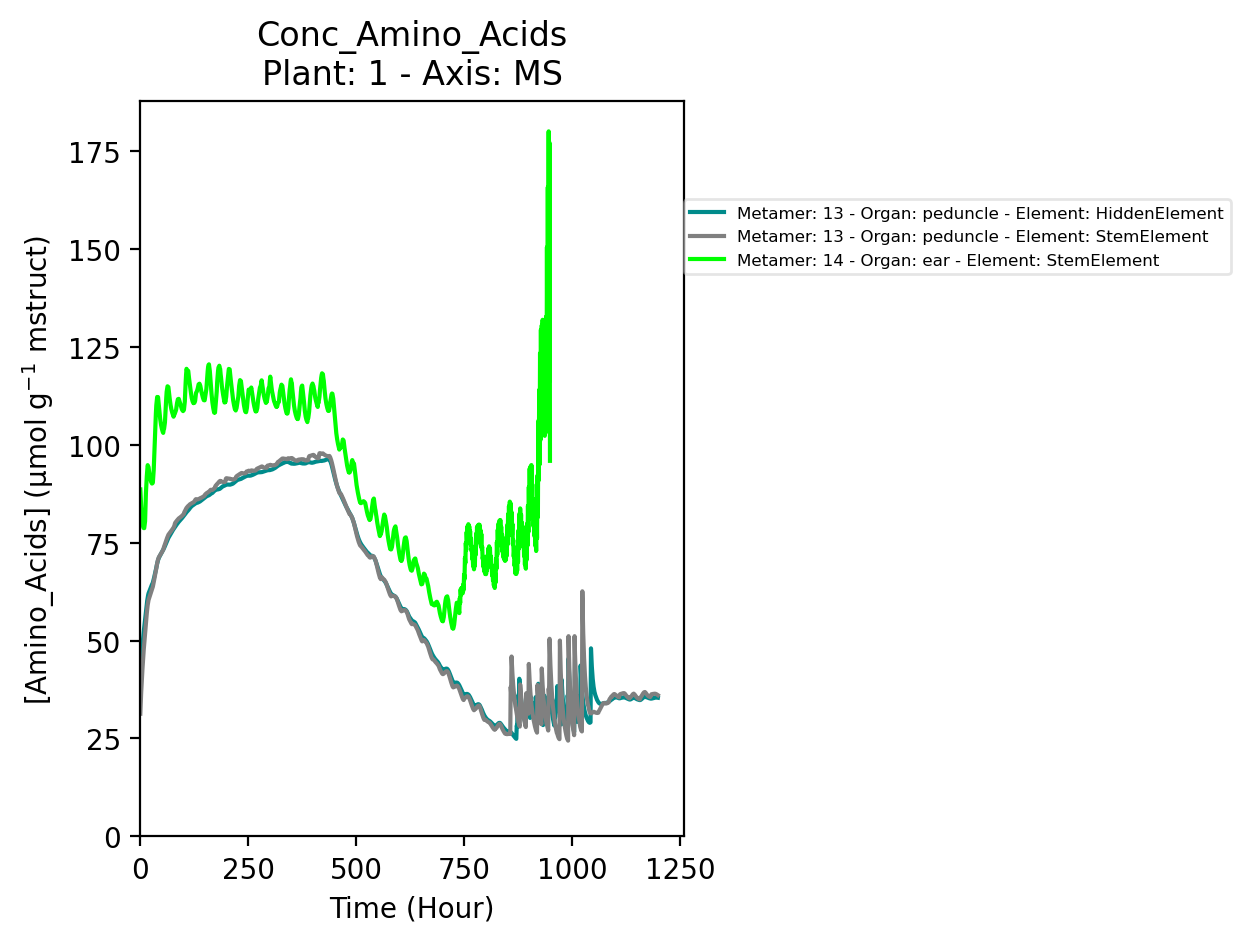 Conc_Amino_Acids
Plant: 1 - Axis: MS
[Amino_Acids] (µmol g⁻¹ mstruct)
175
150
125
100
75
50
25
0
0 250 500 750 1000 1250
Time (Hour)
Metamer: 13 - Organ: peduncle - Element: HiddenElement
Metamer: 13 - Organ: peduncle - Element: StemElement
Metamer: 14 - Organ: ear - Element: StemElement